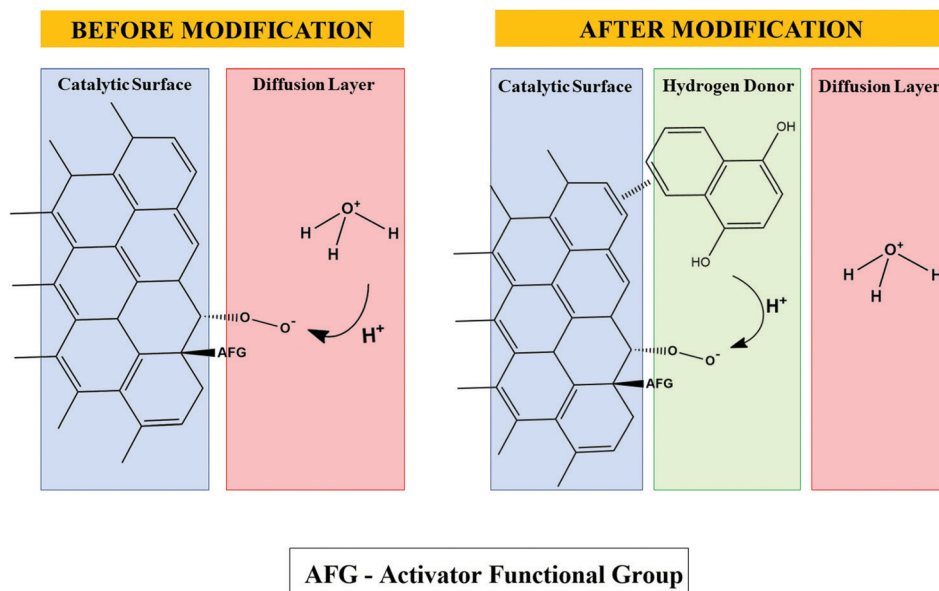 BEFORE MODIFICATION
Catalytic Surface
Diffusion Layer
O+
H
H
H
O
O-
H+
AFG
AFTER MODIFICATION
Catalytic Surface
Hydrogen Donor
Diffusion Layer
OH
HO
H+
O
O-
AFG
O+
H
H
H
AFG - Activator Functional Group